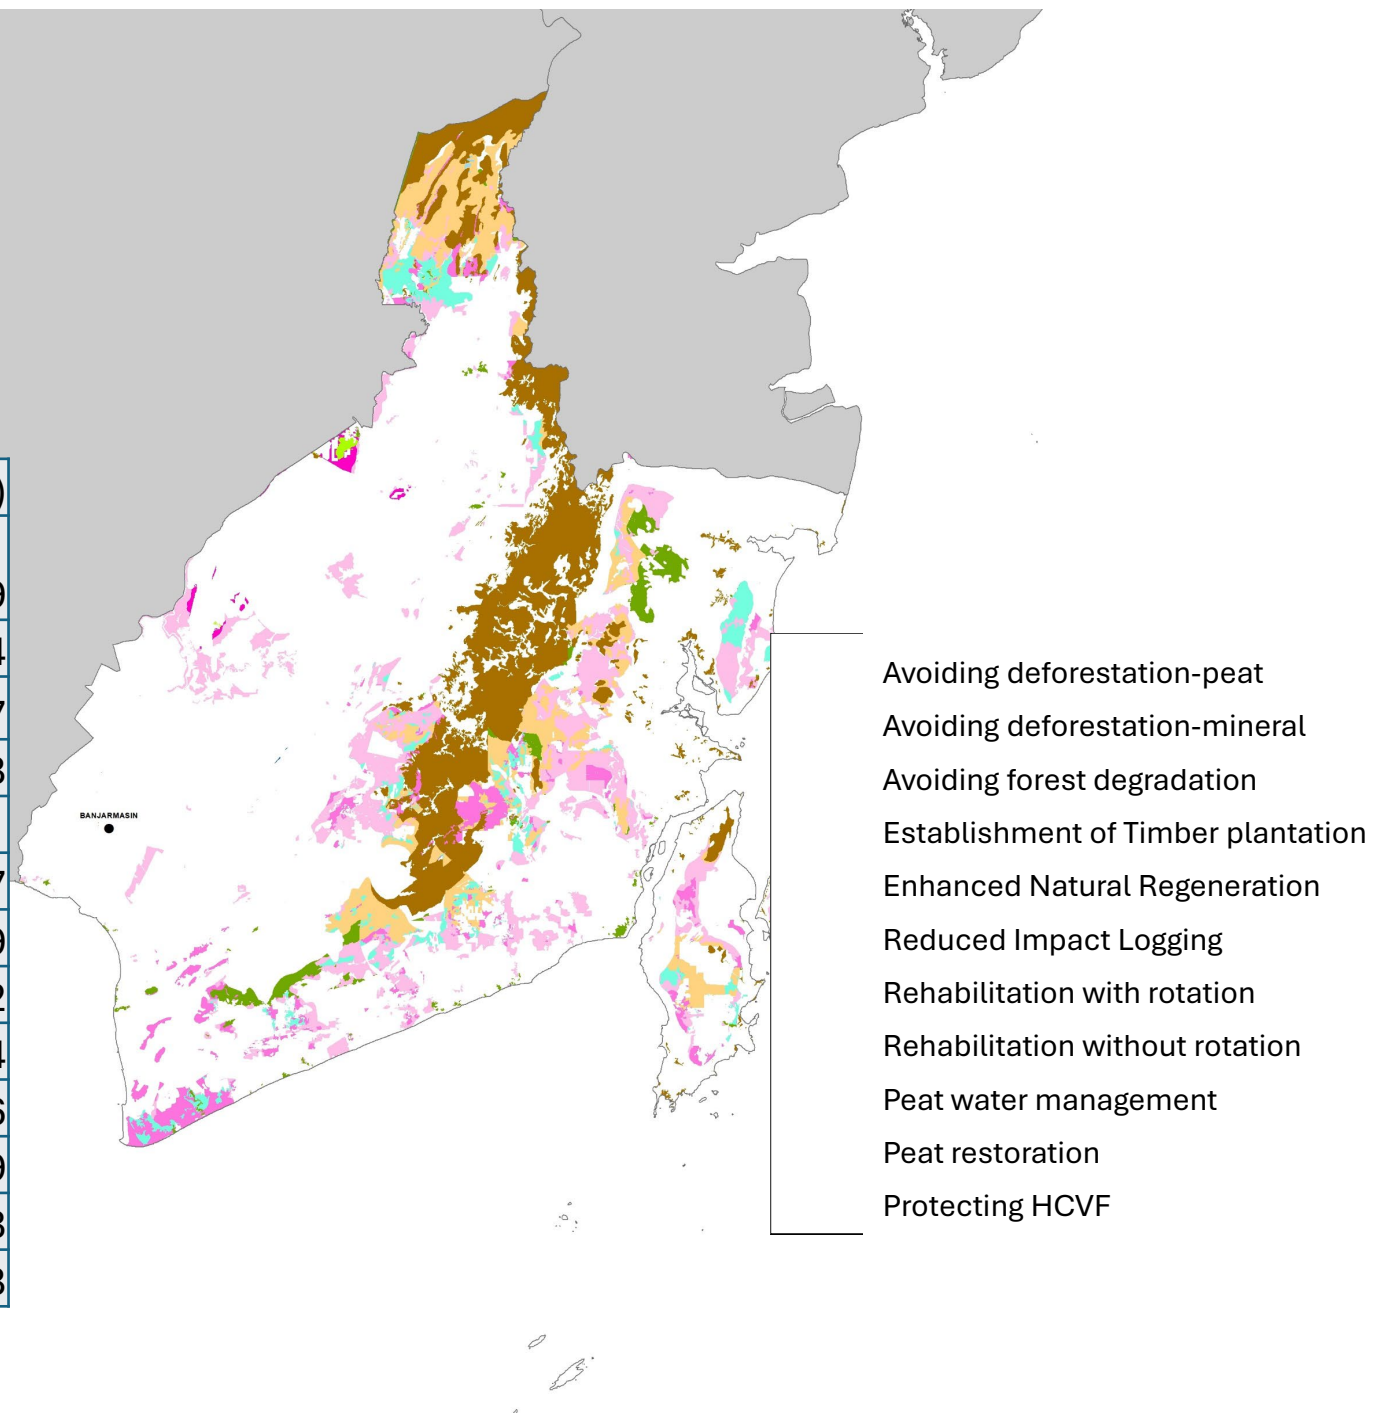 BANJARMASIN
Avoiding deforestation-peat
Avoiding deforestation-mineral
Avoiding forest degradation
Establishment of Timber plantation
Enhanced Natural Regeneration
Reduced Impact Logging
Rehabilitation with rotation
Rehabilitation without rotation
Peat water management
Peat restoration
Protecting HCVF